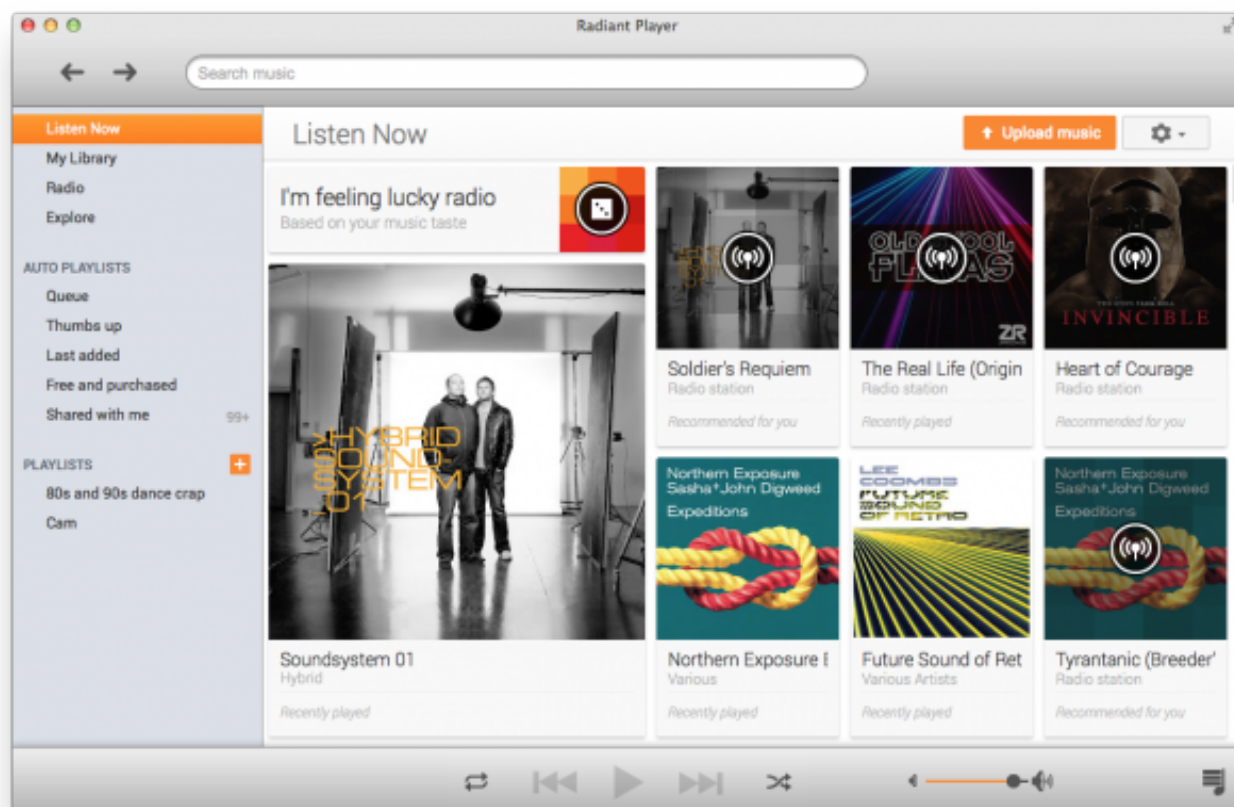 Radiant Player
Search music
Listen Now
My Library
Radio
Explore
AUTO PLAYLISTS
Queue
Thumbs up
Last added
Free and purchased
Shared with me 99+
PLAYLISTS
80s and 90s dance crap
Cam
Listen Now
Upload music
I'm feeling lucky radio
Based on your music taste
>HYBRID
SOUND-
SYSTEM
_01
Soundsystem 01
Hybrid
Recently played
Soldier's Requiem
Radio station
Recommended for you
OLD SKOOL
FLAVAS
ZR
The Real Life (Origin
Radio station
Recently played
INVINCIBLE
Heart of Courage
Radio station
Recommended for you
Northern Exposure
Sasha+John Digweed
Expeditions
Northern Exposure E
Various
Recently played
LEE
COOMBS
FUTURE
SOUND
OF RETRO
Future Sound of Ret
Various Artists
Recently played
Northern Exposure
Sasha+John Digweed
Expeditions
Tyrantanic (Breeder'
Radio station
Recommended for you